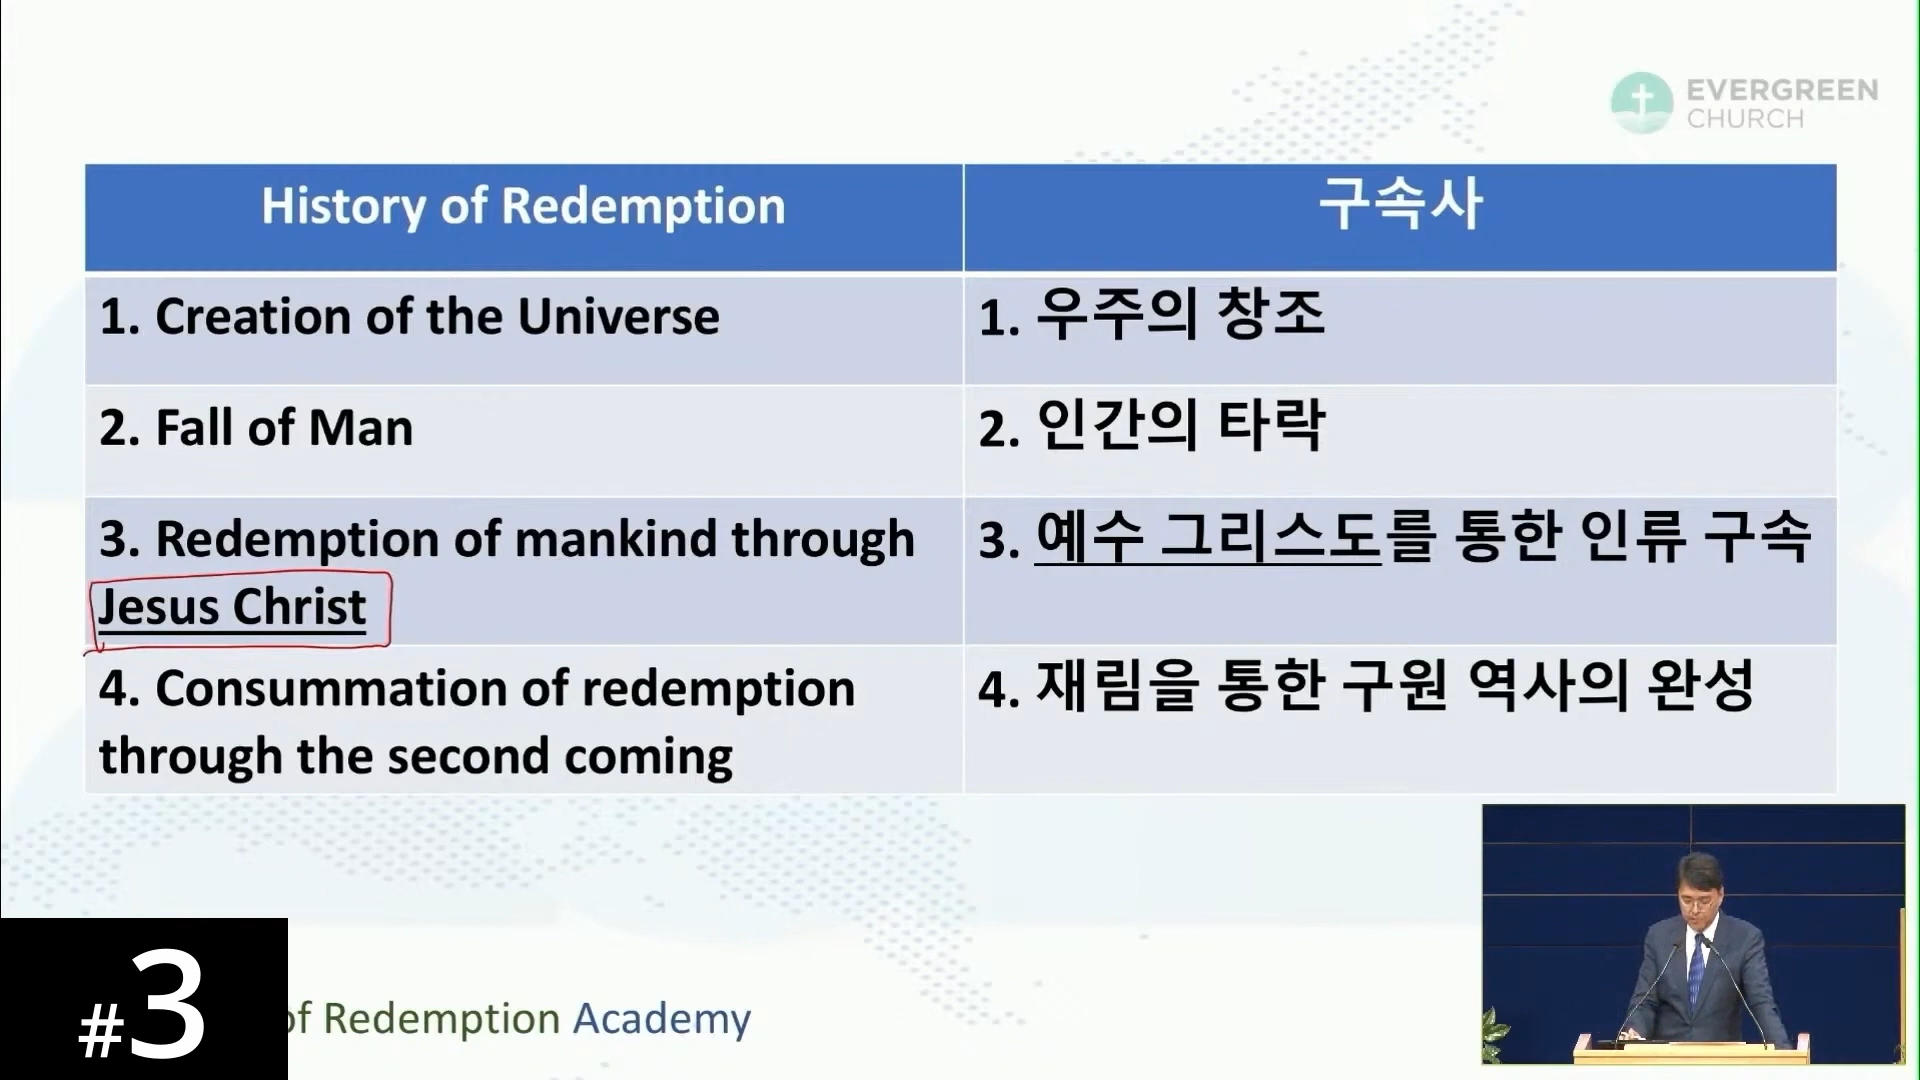 EVERGREEN
CHURCH
History of Redemption
구속사
1. Creation of the Universe
1. 우주의 창조
2. Fall of Man
2. 인간의 타락
3. Redemption of mankind through
Jesus Christ
3. 예수 그리스도를 통한 인류 구속
4. Consummation of redemption
through the second coming
4. 재림을 통한 구원 역사의 완성
#3
of Redemption Academy